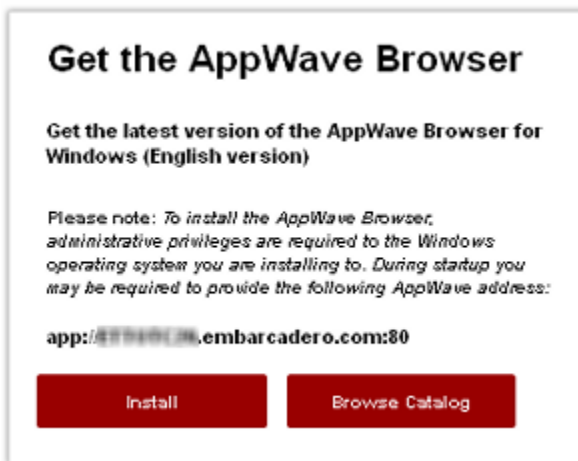 Get the AppWave Browser
Get the latest version of the AppWave Browser for
Windows (English version)
Please note: To install the AppWave Browser,
administrative privileges are required to the Windows
operating system you are installing to. During startup you
may be required to provide the following AppWave address:
app:/ .embarcadero.com:80
Install
Browse Catalog